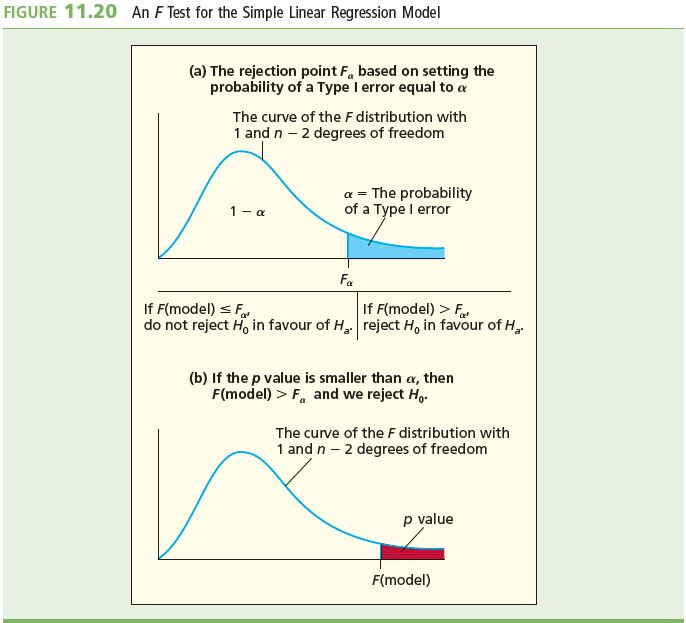 FIGURE 11.20 An F Test for the Simple Linear Regression Model
(a) The rejection point Fα based on setting the
probability of a Type I error equal to α
The curve of the F distribution with
1 and n − 2 degrees of freedom
α = The probability
of a Type I error
1 − α
Fα
If F(model) ≤ Fα,
do not reject H0 in favour of Ha.
If F(model) > Fα,
reject H0 in favour of Ha.
(b) If the p value is smaller than α, then
F(model) > Fα and we reject H0.
The curve of the F distribution with
1 and n − 2 degrees of freedom
p value
F(model)